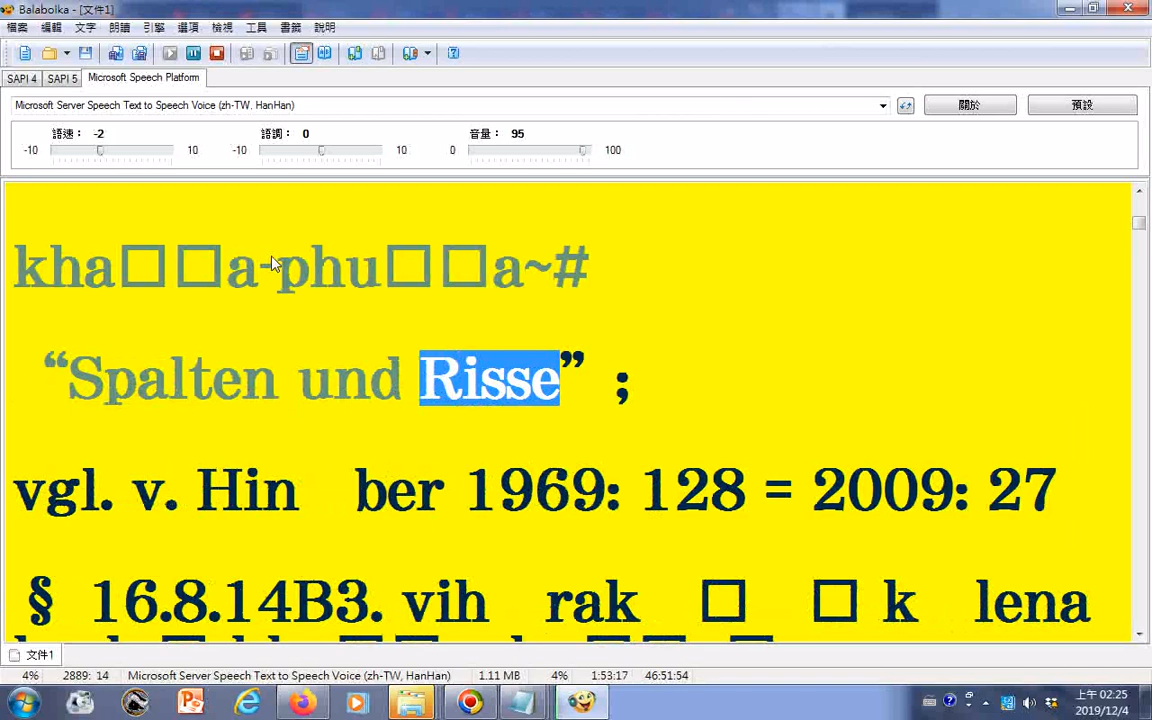 Balabolka - [文件1]
檔案 編輯 文字 朗讀 引擎 選項 檢視 工具 書籤 說明
SAPI 4 SAPI 5 Microsoft Speech Platform
Microsoft Server Speech Text to Speech Voice (zh-TW, HanHan) 關於 預設
語速： -2 語調： 0 音量： 95
-10 10 -10 10 0 100
kha□□a-phu□□a~#
“Spalten und Risse” ;
vgl. v. Hin ber 1969: 128 = 2009: 27
§ 16.8.14B3. vih rak □ □ k lena
文件1
4% 2889: 14 Microsoft Server Speech Text to Speech Voice (zh-TW, HanHan) 1.11 MB 4% 1:53:17 46:51:54
上午 02:25
2019/12/4